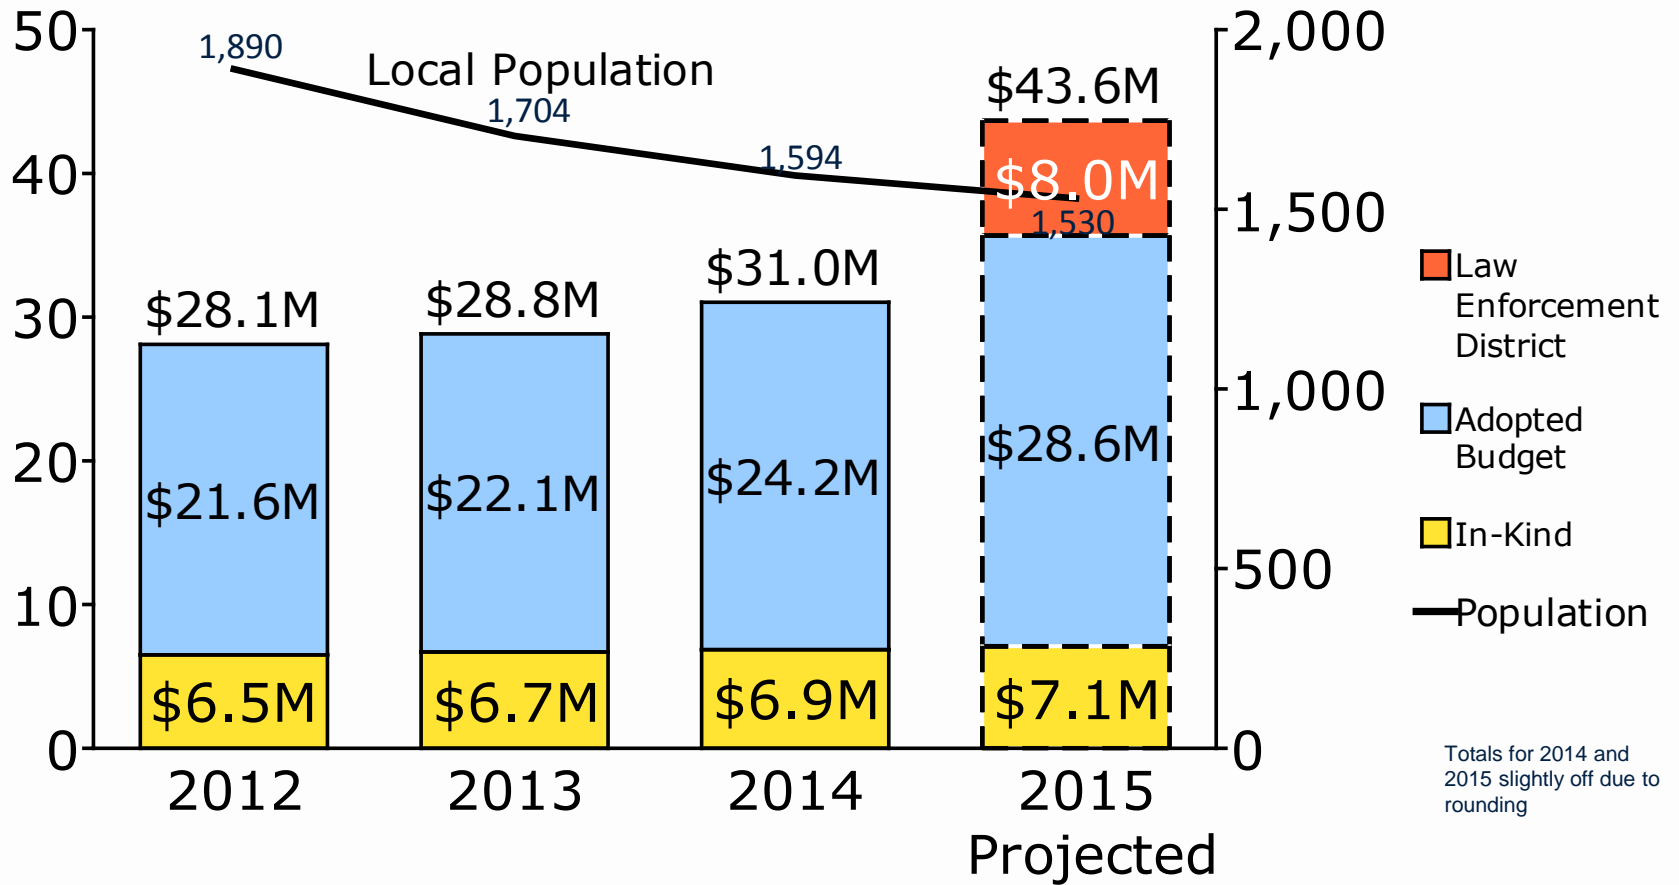 50
40
30
20
10
0
1,890
Local Population
1,704
1,594
1,530
$28.1M
$21.6M
$6.5M
$28.8M
$22.1M
$6.7M
$31.0M
$24.2M
$6.9M
$43.6M
$8.0M
$28.6M
$7.1M
2,000
1,500
1,000
500
0
2012
2013
2014
2015
Projected
Law
Enforcement
District
Adopted
Budget
In-Kind
Population
Totals for 2014 and
2015 slightly off due to
rounding